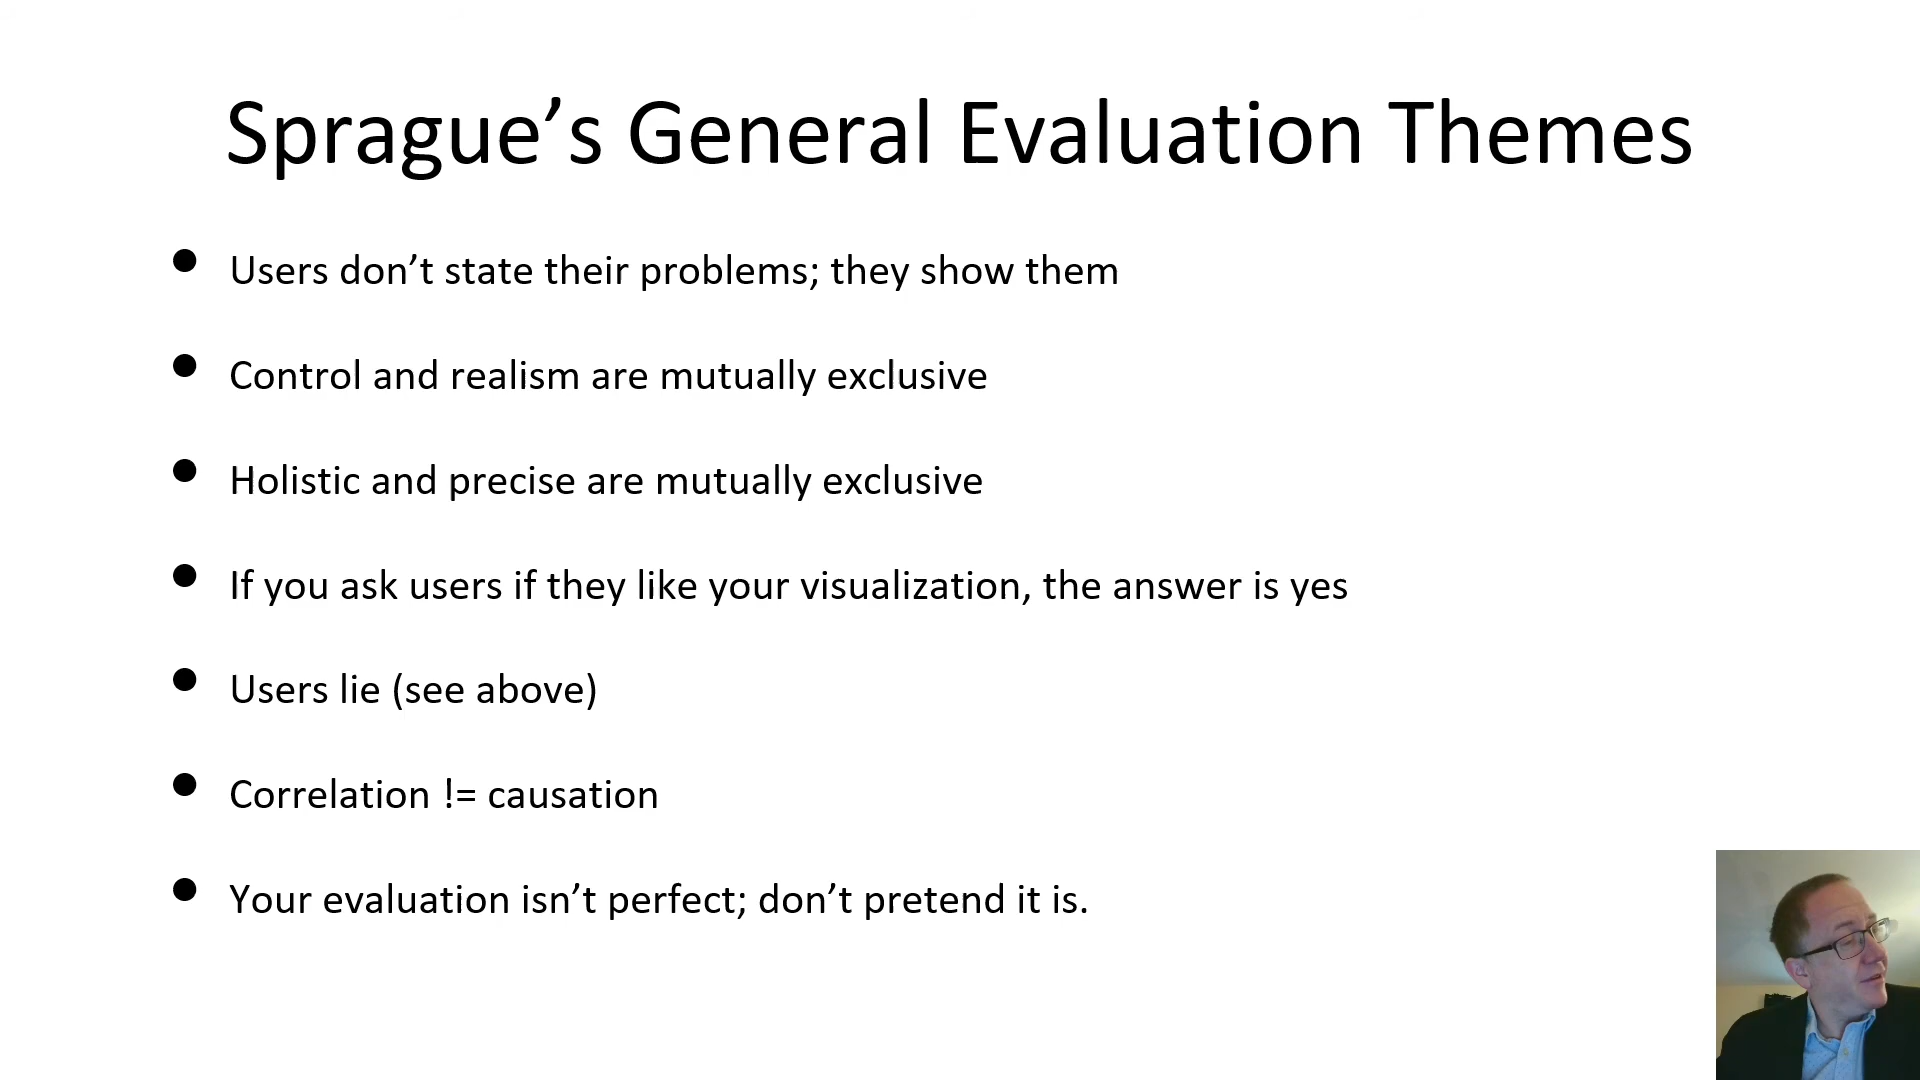 Sprague’s General Evaluation Themes
• Users don’t state their problems; they show them
• Control and realism are mutually exclusive
• Holistic and precise are mutually exclusive
• If you ask users if they like your visualization, the answer is yes
• Users lie (see above)
• Correlation != causation
• Your evaluation isn’t perfect; don’t pretend it is.